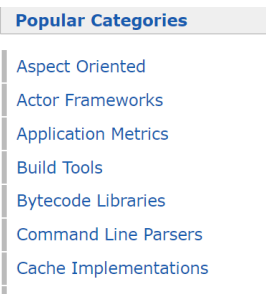 Popular Categories
Aspect Oriented
Actor Frameworks
Application Metrics
Build Tools
Bytecode Libraries
Command Line Parsers
Cache Implementations